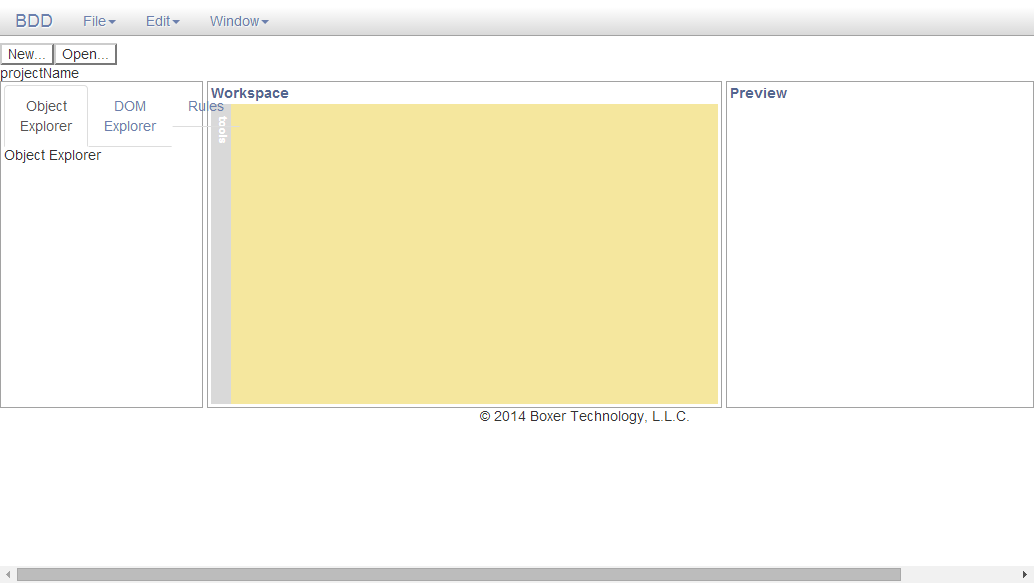 BDD File Edit Window
New... Open...
projectName
Object Explorer
DOM Explorer
Rules
Object Explorer
Workspace
tools
Preview
© 2014 Boxer Technology, L.L.C.